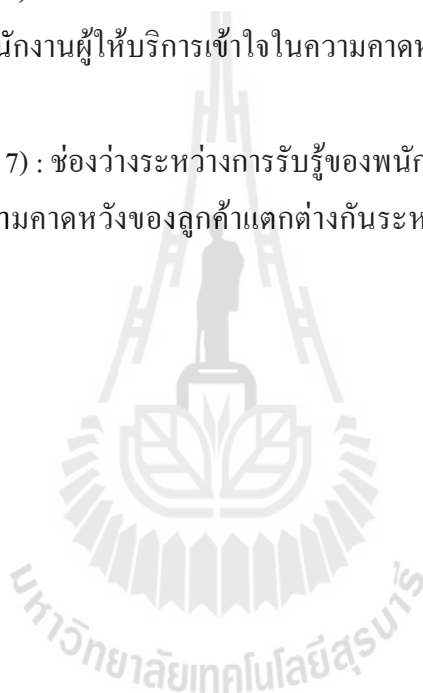 นักงานผู้ให้บริการเข้าใจในความคาดห
7) : ช่องว่างระหว่างการรับรู้ของพนัก
ามคาดหวังของลูกค้าแตกต่างกันระห
มหาวิทยาลัยเทคโนโลยีสุรนารี